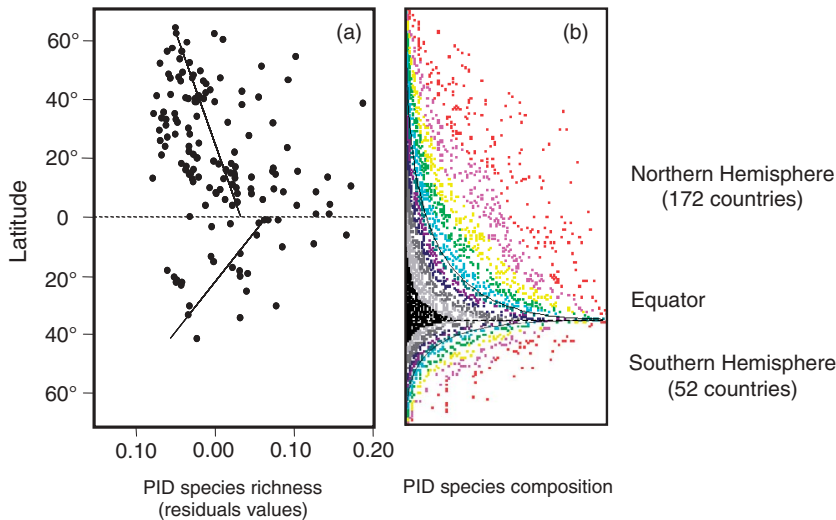 (a)
(b)
60°
40°
20°
0
20°
40°
60°
Latitude
0.10
0.00
0.10
0.20
PID species richness
(residuals values)
PID species composition
Northern Hemisphere
(172 countries)
Equator
Southern Hemisphere
(52 countries)